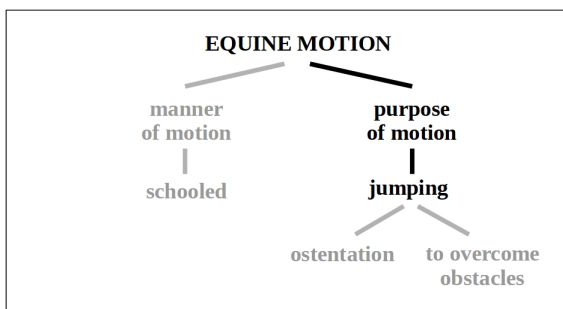 EQUINE MOTION
manner
of motion
purpose
of motion
schooled
jumping
ostentation
to overcome
obstacles